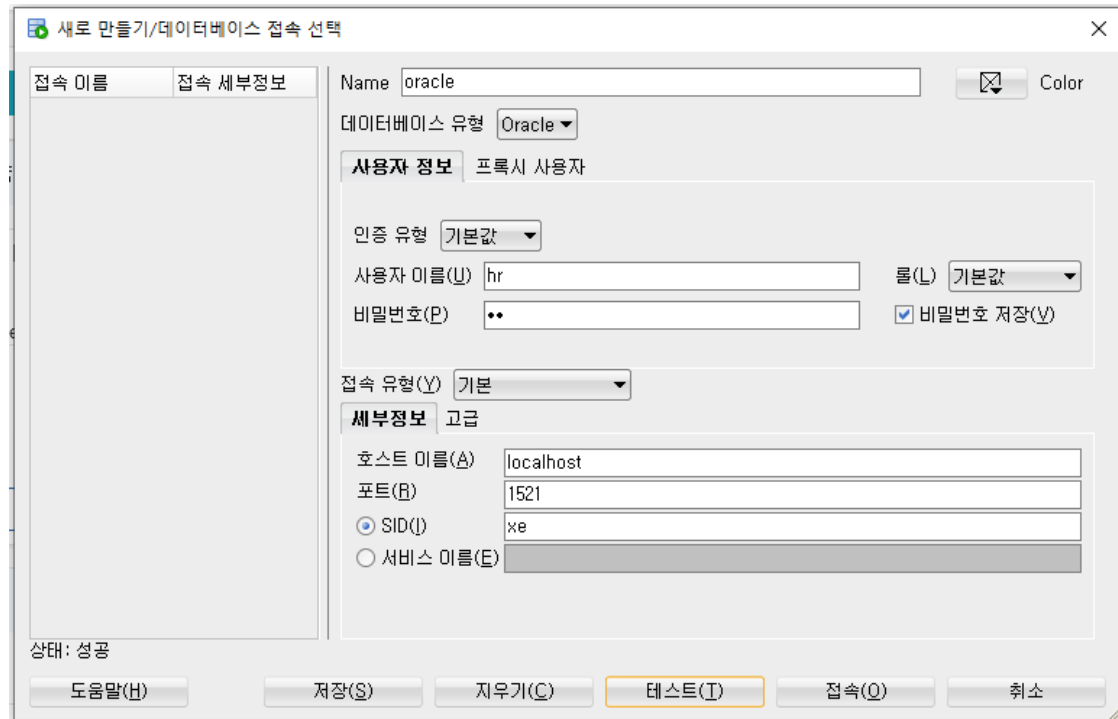 새로 만들기/데이터베이스 접속 선택
접속 이름 접속 세부정보
Name oracle Color
데이터베이스 유형 Oracle
사용자 정보 프록시 사용자
인증 유형 기본값
사용자 이름(U) hr 롤(L) 기본값
비밀번호(P) •• 비밀번호 저장(V)
접속 유형(Y) 기본
세부정보 고급
호스트 이름(A) localhost
포트(R) 1521
SID(I) xe
서비스 이름(E)
상태: 성공
도움말(H) 저장(S) 지우기(C) 테스트(T) 접속(O) 취소